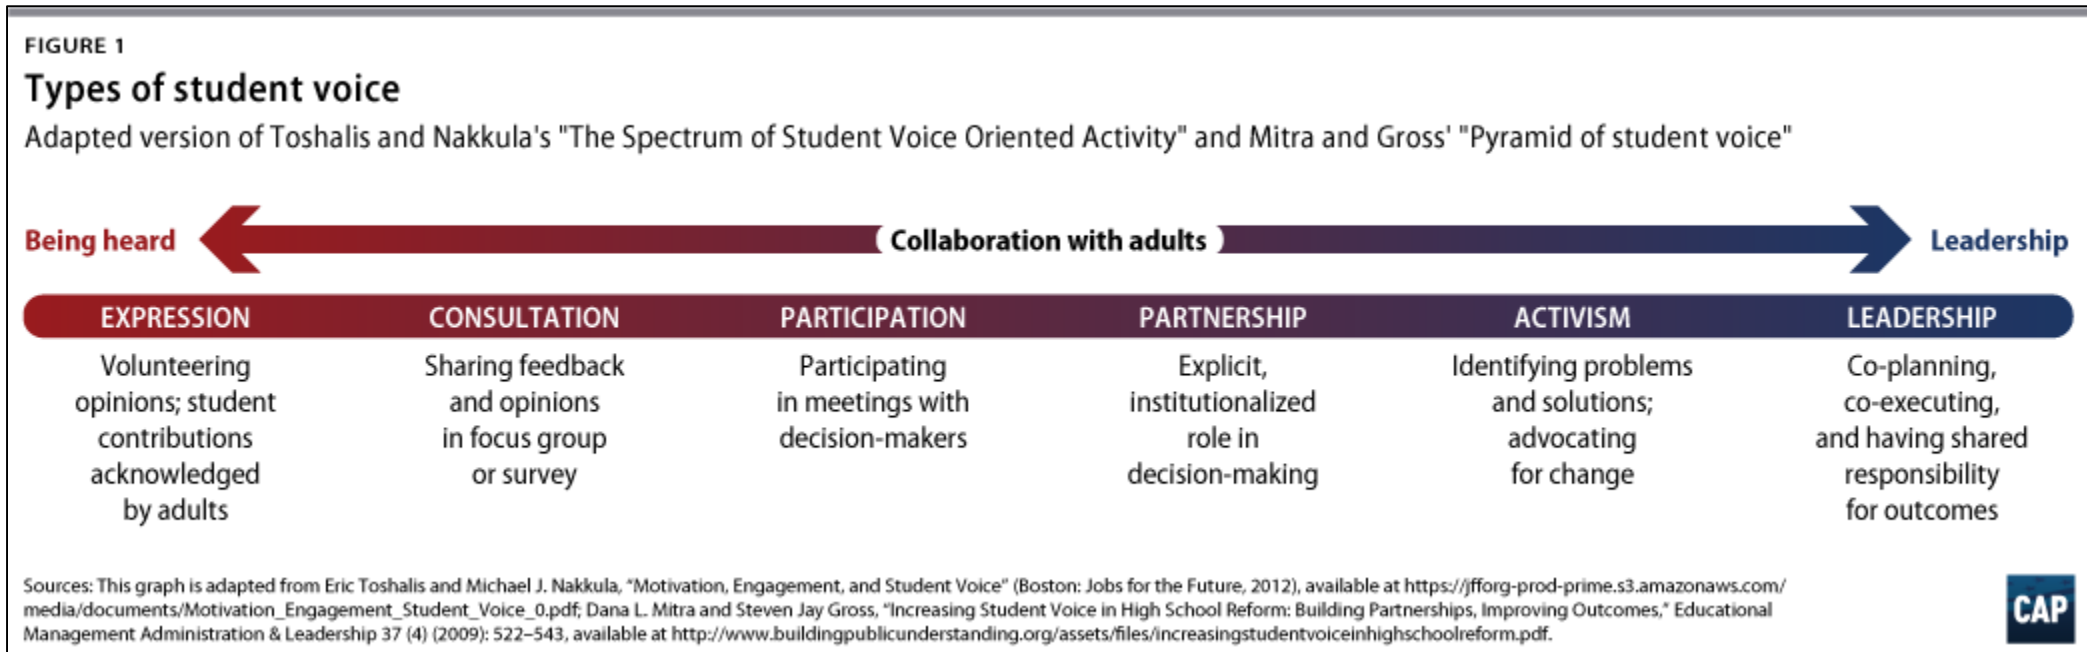 FIGURE 1
Types of student voice
Adapted version of Toshalis and Nakkula's "The Spectrum of Student Voice Oriented Activity" and Mitra and Gross' "Pyramid of student voice"
Being heard
Collaboration with adults
Leadership
EXPRESSION
Volunteering
opinions; student
contributions
acknowledged
by adults
CONSULTATION
Sharing feedback
and opinions
in focus group
or survey
PARTICIPATION
Participating
in meetings with
decision-makers
PARTNERSHIP
Explicit,
institutionalized
role in
decision-making
ACTIVISM
Identifying problems
and solutions;
advocating
for change
LEADERSHIP
Co-planning,
co-executing,
and having shared
responsibility
for outcomes
Sources: This graph is adapted from Eric Toshalis and Michael J. Nakkula, “Motivation, Engagement, and Student Voice” (Boston: Jobs for the Future, 2012), available at https://jfforg-prod-prime.s3.amazonaws.com/
media/documents/Motivation_Engagement_Student_Voice_0.pdf; Dana L. Mitra and Steven Jay Gross, “Increasing Student Voice in High School Reform: Building Partnerships, Improving Outcomes,” Educational
Management Administration & Leadership 37 (4) (2009): 522–543, available at http://www.buildingpublicunderstanding.org/assets/files/increasingstudentvoiceinhighschoolreform.pdf.
CAP